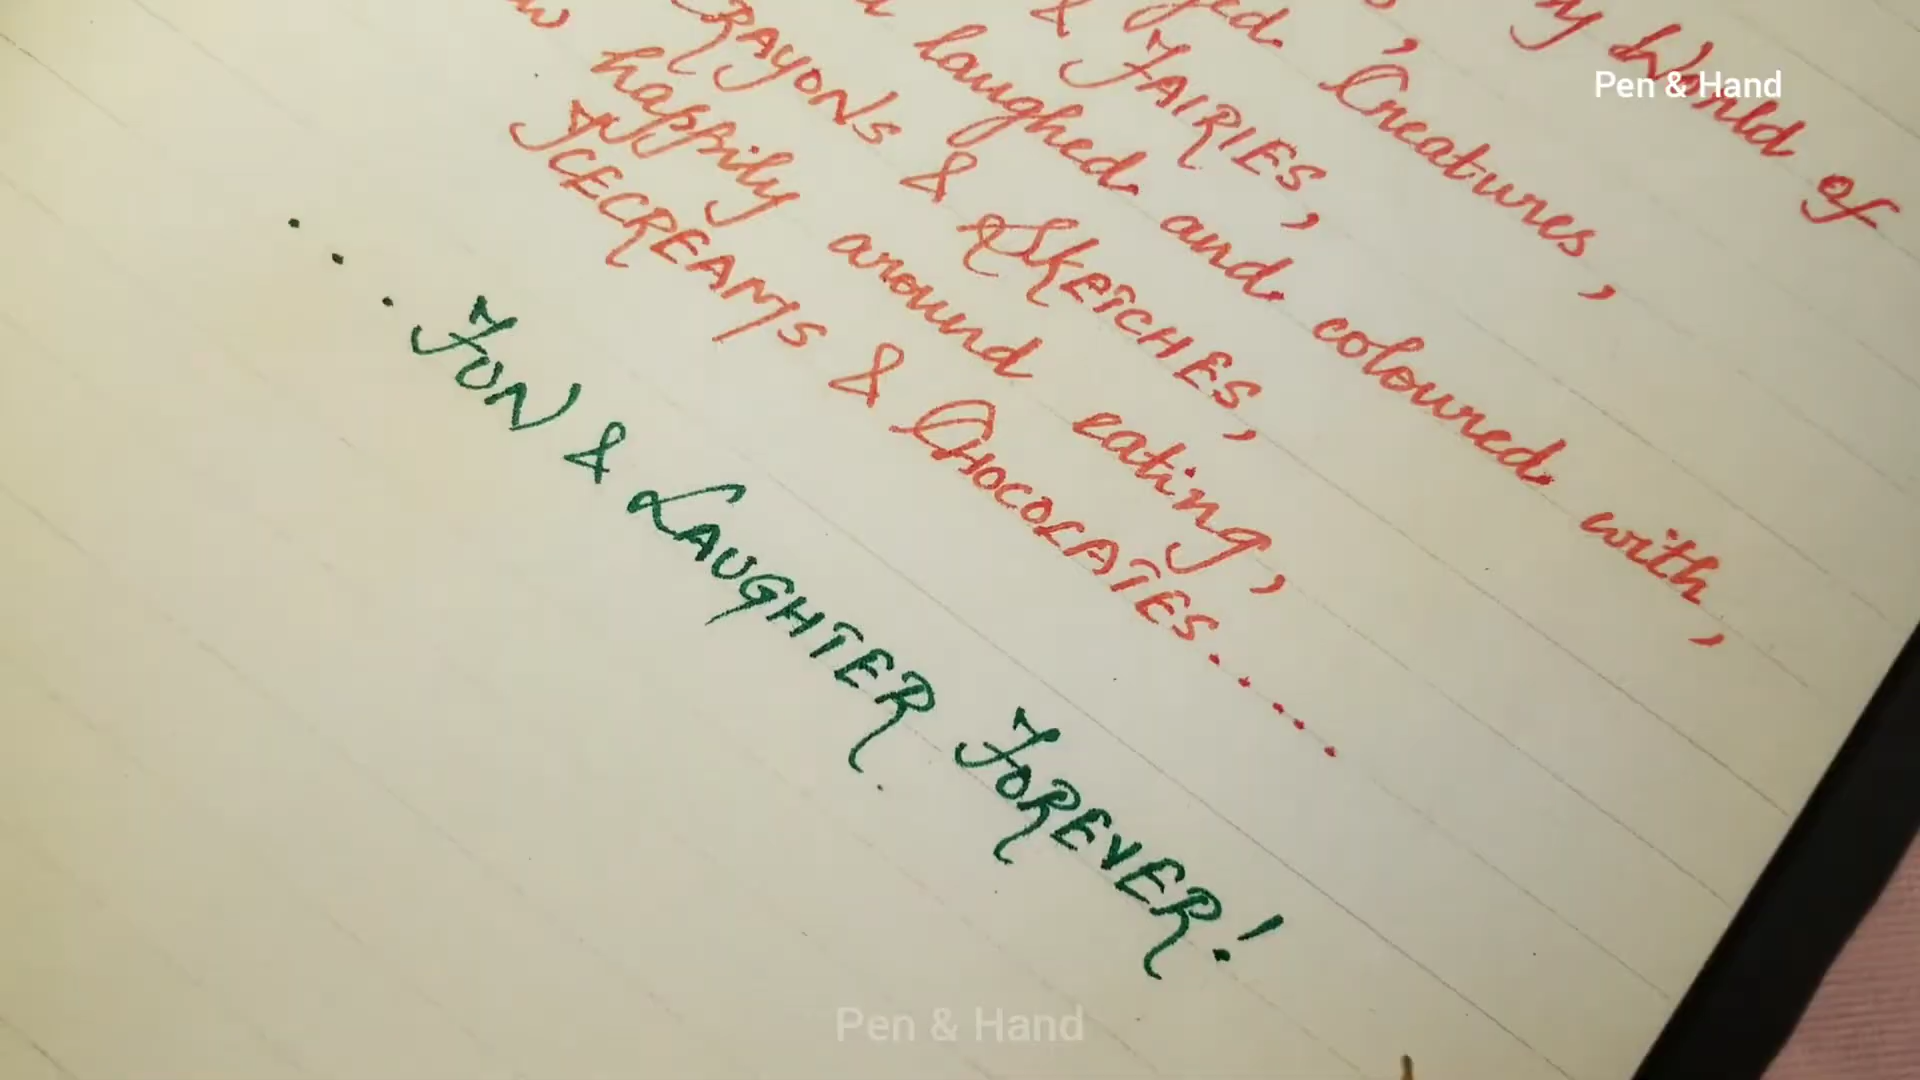 y World of
ged, Creatures,
& FAIRIES,
laughed and coloured with,
RAYONS & SKETCHES,
happily around eating,
ICECREAMS & CHOCOLATES.....
... FUN & LAUGHTER FOREVER!
Pen & Hand
Pen & Hand